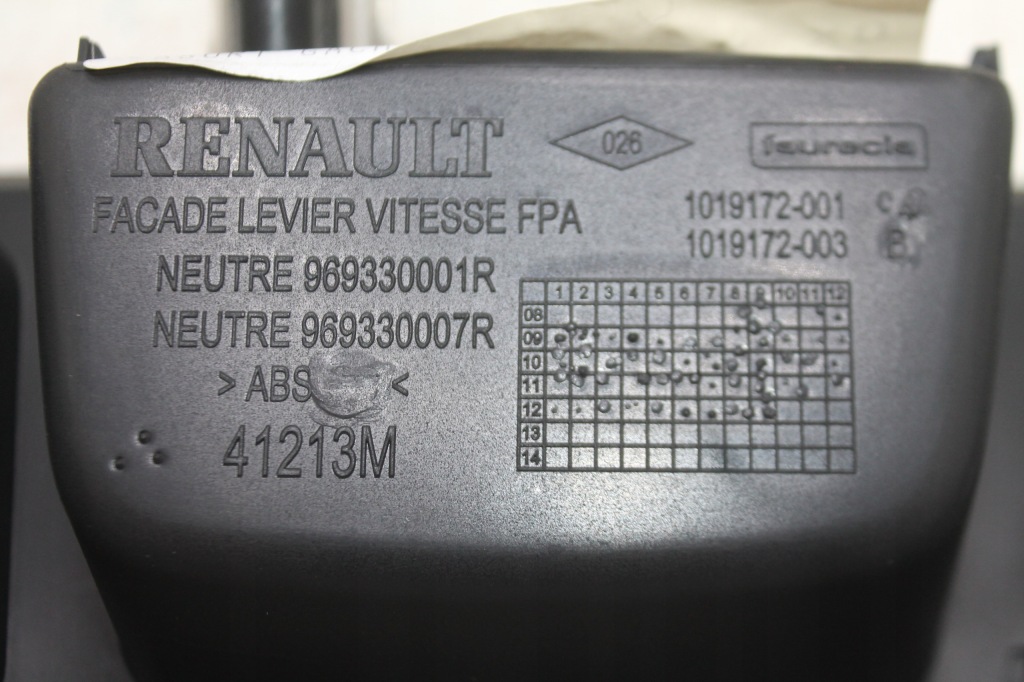 RENAULT
026
faurecia
FACADE LEVIER VITESSE FPA
1019172-001 C
1019172-003 B
NEUTRE 969330001R
NEUTRE 969330007R
>ABS <
41213M
1 2 3 4 5 6 7 8 9 10 11 12
08
09
10
11
12
13
14